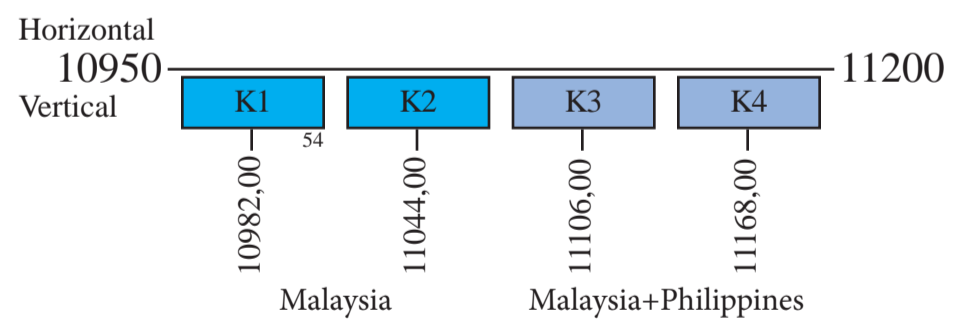 Horizontal
10950 11200
Vertical
K1 K2 K3 K4
54
10982,00 11044,00 11106,00 11168,00
Malaysia Malaysia+Philippines